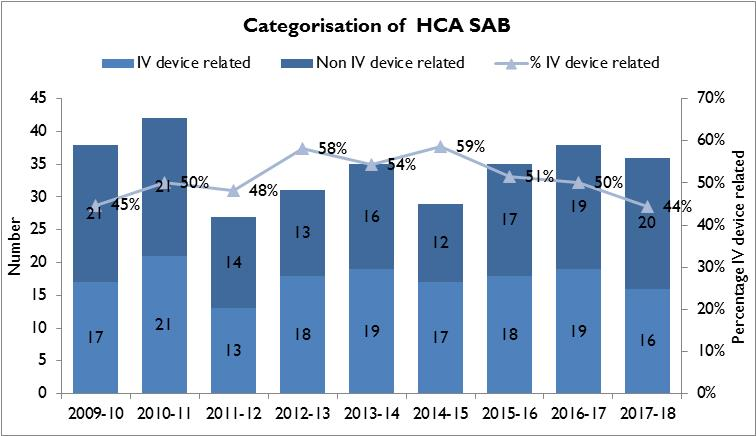 Categorisation of HCA SAB
IV device related Non IV device related % IV device related
45 70%
40 60%
35 50%
30 40%
25 30%
20 20%
15 10%
10 0%
5
0
Number
Percentage IV device related
45% 50% 48% 58% 54% 59% 51% 50% 44%
21 21 14 13 16 12 17 19 20
17 21 13 18 19 17 18 19 16
2009-10 2010-11 2011-12 2012-13 2013-14 2014-15 2015-16 2016-17 2017-18